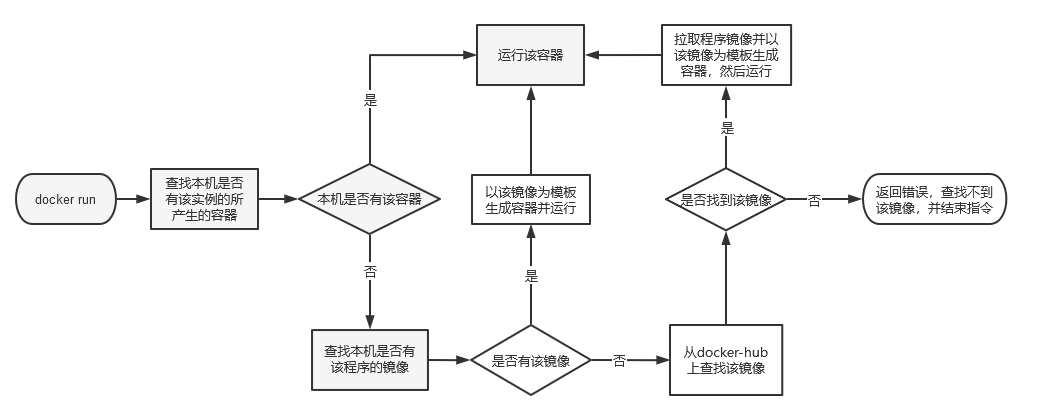 docker run
查找本机是否
有该实例的所
产生的容器
本机是否有该容器
是
运行该容器
否
查找本机是否有
该程序的镜像
是否有该镜像
是
以该镜像为模板
生成容器并运行
否
从docker-hub
上查找该镜像
是否找到该镜像
是
拉取程序镜像并以
该镜像为模板生成
容器，然后运行
否
返回错误，查找不到
该镜像，并结束指令